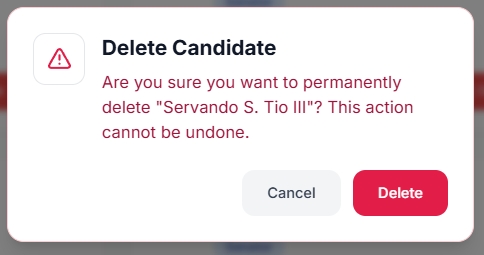 Delete Candidate
Are you sure you want to permanently
delete "Servando S. Tio III"? This action
cannot be undone.
Cancel
Delete